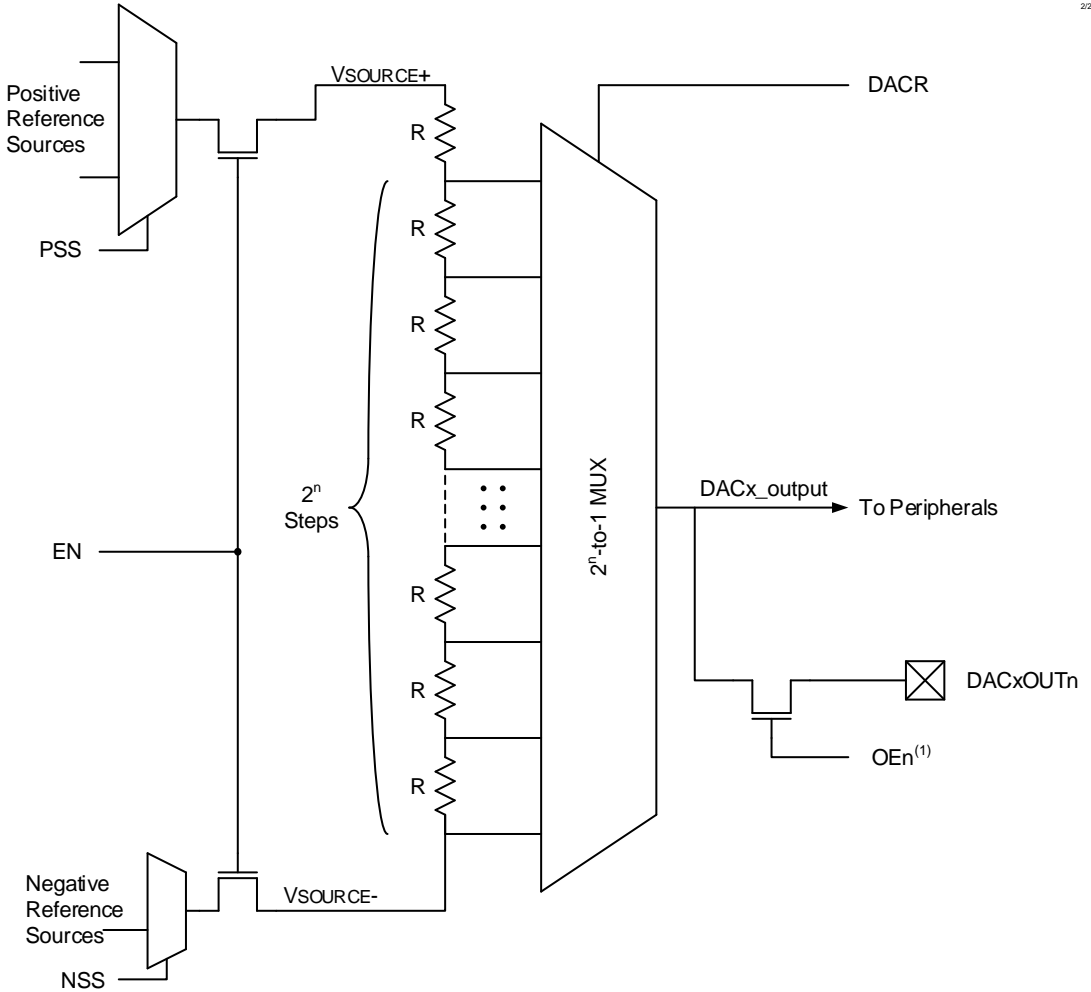 2/2
VSOURCE+
DACR
Positive
Reference
Sources
R
R
PSS
R
R
2ⁿ
Steps
2ⁿ-to-1 MUX
DACx_output
To Peripherals
EN
R
R
DACxOUTn
OEn⁽¹⁾
R
Negative
Reference
Sources
VSOURCE-
NSS